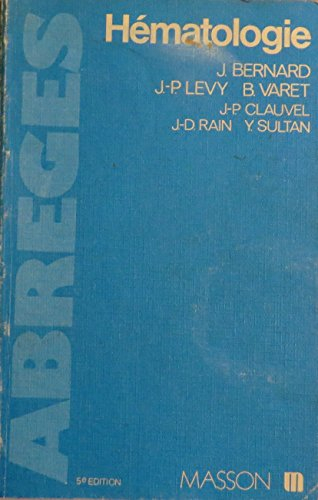 Hématologie
J. BERNARD
J.-P. LEVY B. VARET
J.-P CLAUVEL
J.-D. RAIN Y. SULTAN
ABREGES
5e EDITION
MASSON m